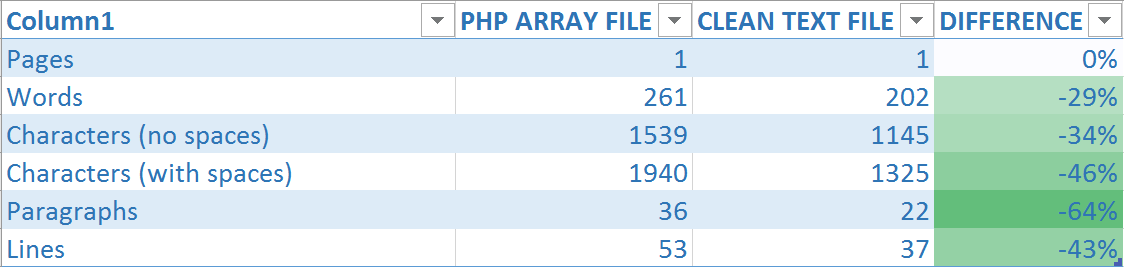 Column1 PHP ARRAY FILE CLEAN TEXT FILE DIFFERENCE
Pages 1 1 0%
Words 261 202 -29%
Characters (no spaces) 1539 1145 -34%
Characters (with spaces) 1940 1325 -46%
Paragraphs 36 22 -64%
Lines 53 37 -43%